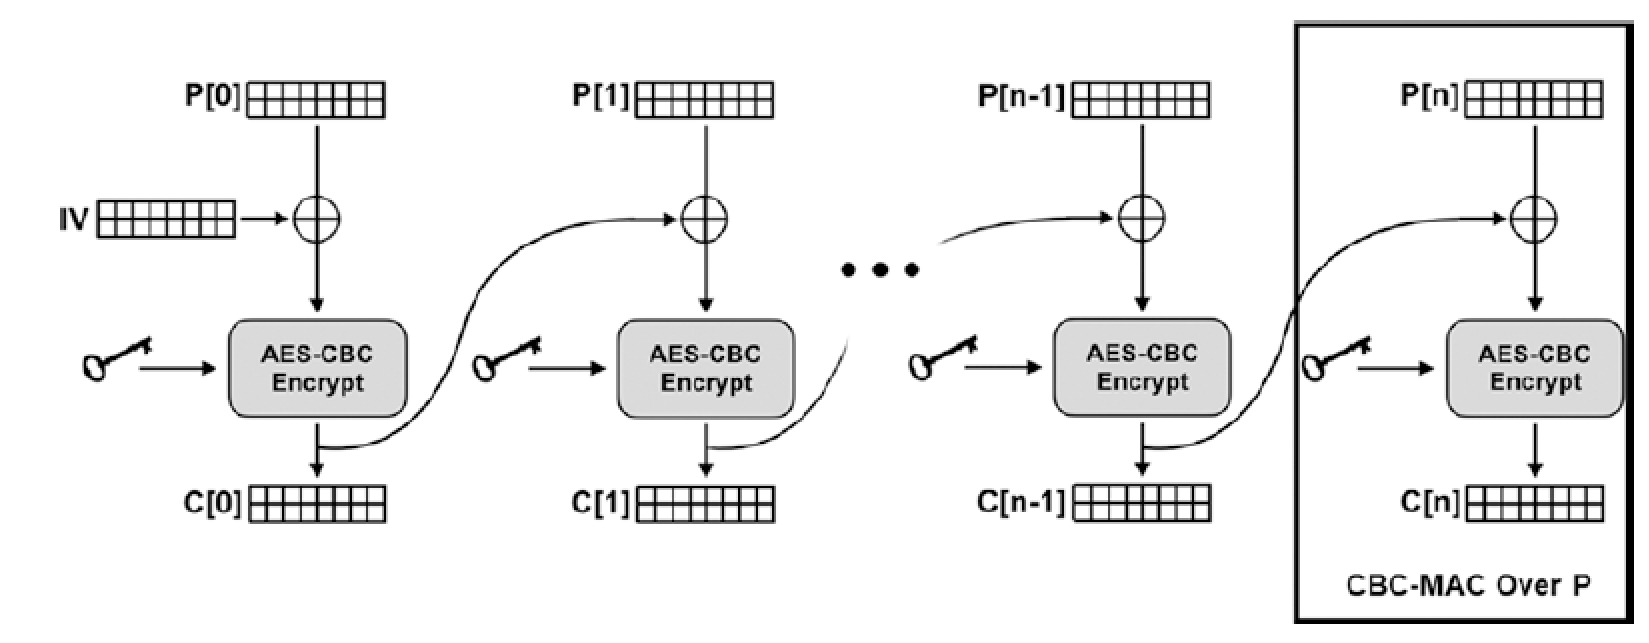 P[0]
P[1]
P[n-1]
P[n]
IV
AES-CBC
Encrypt
AES-CBC
Encrypt
AES-CBC
Encrypt
AES-CBC
Encrypt
C[0]
C[1]
C[n-1]
C[n]
CBC-MAC Over P